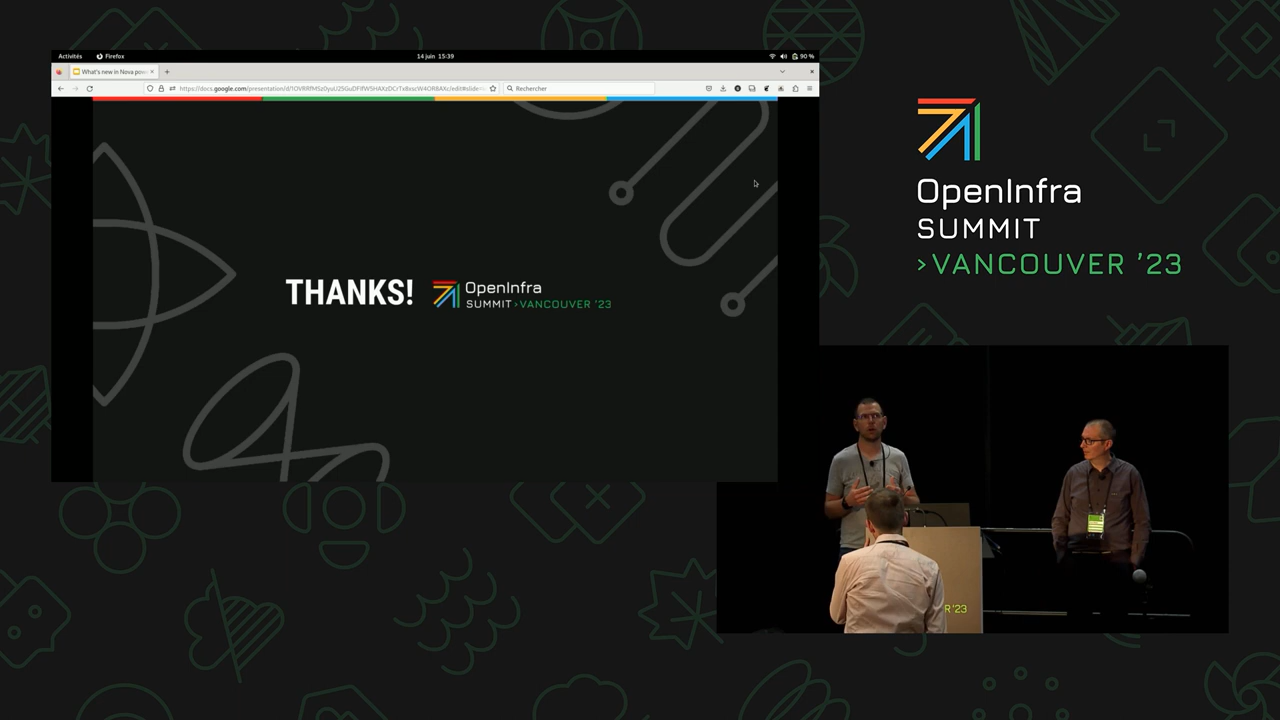 Activités
Firefox
14 juin 15:39
90 %
What's new in Nova
Rechercher
THANKS!
OpenInfra
SUMMIT >VANCOUVER '23
OpenInfra
SUMMIT
>VANCOUVER '23
R '23